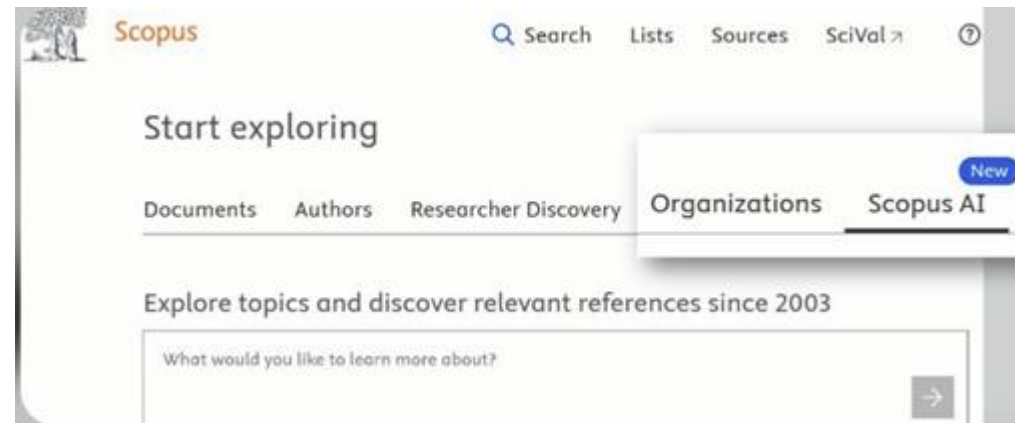 Scopus Search Lists Sources SciVal ↗
Start exploring
New
Documents Authors Researcher Discovery Organizations Scopus AI
Explore topics and discover relevant references since 2003
What would you like to learn more about?